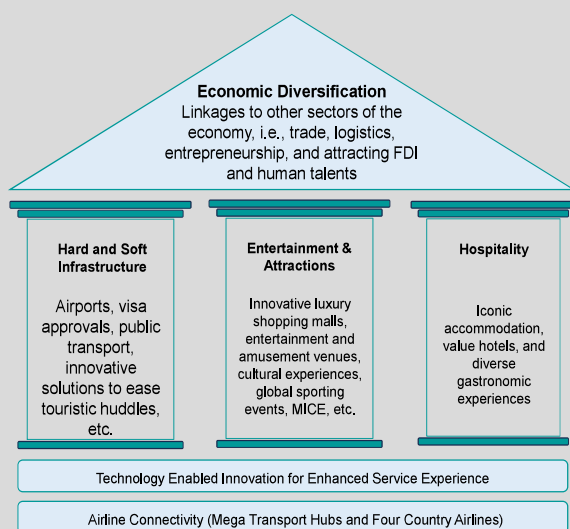 Economic Diversification
Linkages to other sectors of the
economy, i.e., trade, logistics,
entrepreneurship, and attracting FDI
and human talents
Hard and Soft
Infrastructure
Airports, visa
approvals, public
transport,
innovative
solutions to ease
touristic huddles,
etc.
Entertainment &
Attractions
Innovative luxury
shopping malls,
entertainment and
amusement venues,
cultural experiences,
global sporting
events, MICE, etc.
Hospitality
Iconic
accommodation,
value hotels, and
diverse
gastronomic
experiences
Technology Enabled Innovation for Enhanced Service Experience
Airline Connectivity (Mega Transport Hubs and Four Country Airlines)